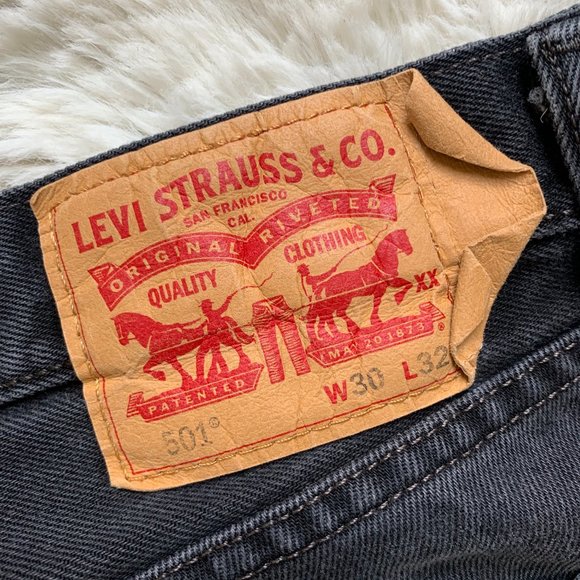 LEVI STRAUSS & CO.
SAN FRANCISCO
CAL.
ORIGINAL RIVETED
QUALITY CLOTHING
XX
PATENTED MAY 20 1873 ®
501® W30 L32